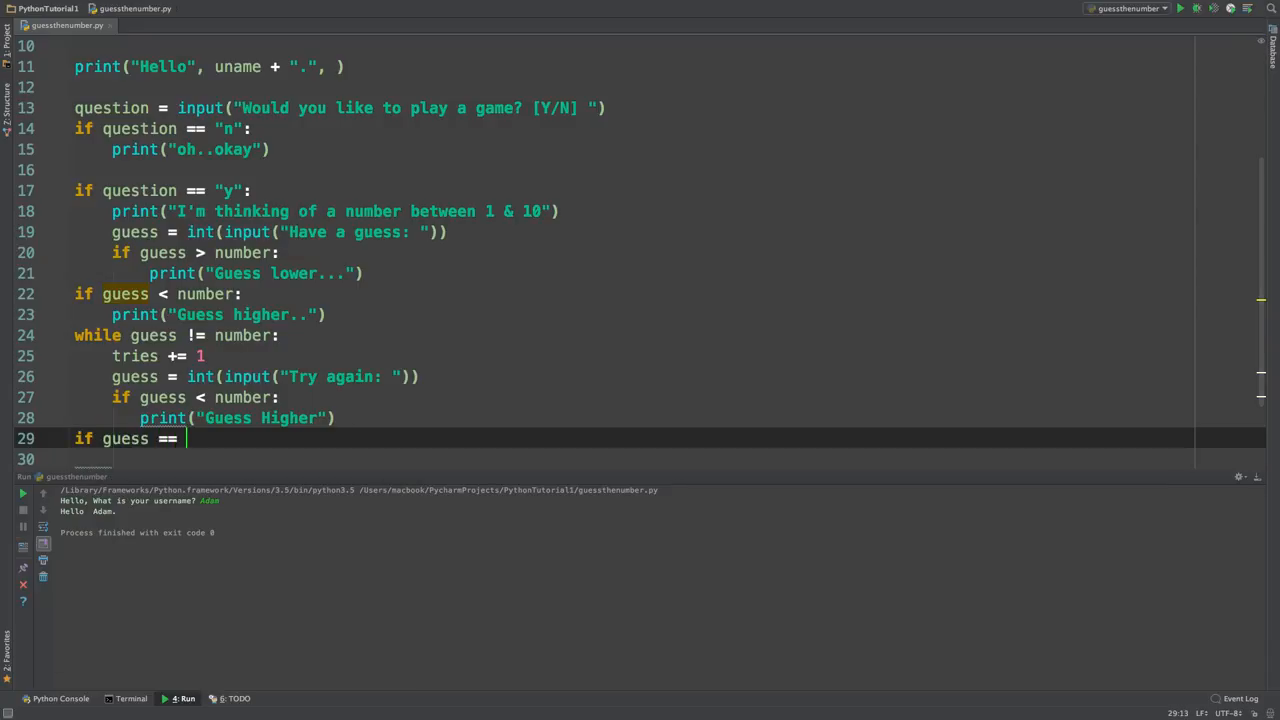 PythonTutorial1 guessthenumber.py guessthenumber
guessthenumber.py
1: Project
Z: Structure
2: Favorites
Database
10
11 print("Hello", uname + ".", )
12
13 question = input("Would you like to play a game? [Y/N] ")
14 if question == "n":
15 print("oh..okay")
16
17 if question == "y":
18 print("I'm thinking of a number between 1 & 10")
19 guess = int(input("Have a guess: "))
20 if guess > number:
21 print("Guess lower...")
22 if guess < number:
23 print("Guess higher..")
24 while guess != number:
25 tries += 1
26 guess = int(input("Try again: "))
27 if guess < number:
28 print("Guess Higher")
29 if guess ==
30
Run guessthenumber
/Library/Frameworks/Python.framework/Versions/3.5/bin/python3.5 /Users/macbook/PycharmProjects/PythonTutorial1/guessthenumber.py
Hello, What is your username? Adam
Hello  Adam.
Process finished with exit code 0
Python Console Terminal 4: Run 6: TODO Event Log
29:13 LF÷ UTF-8÷